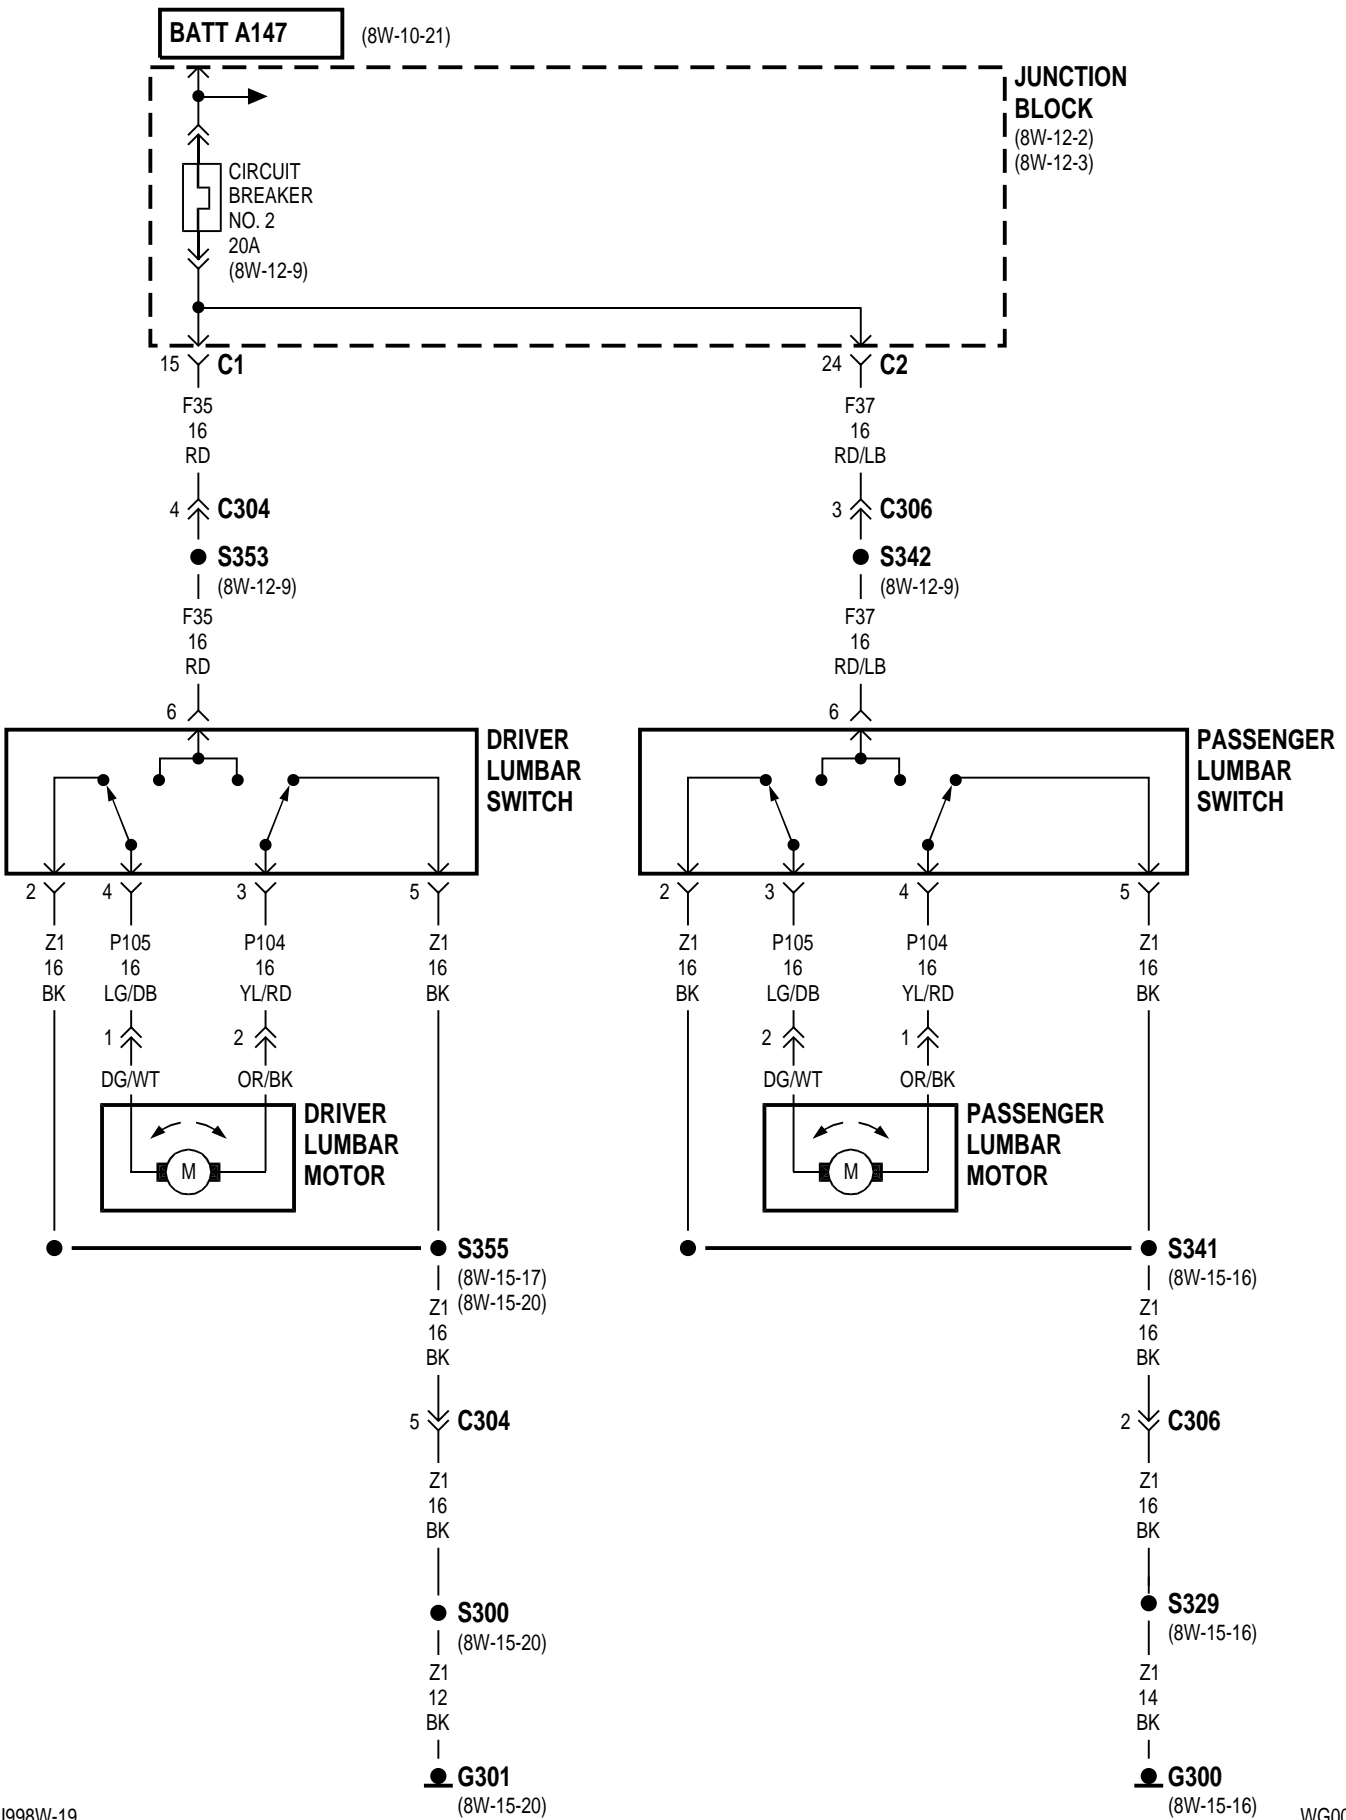 BATT A147
(8W-10-21)
JUNCTION
BLOCK
(8W-12-2)
(8W-12-3)
CIRCUIT
BREAKER
NO. 2
20A
(8W-12-9)
15 C1
24 C2
F35
16
RD
F37
16
RD/LB
4 C304
3 C306
S353
(8W-12-9)
S342
(8W-12-9)
F35
16
RD
F37
16
RD/LB
6
6
DRIVER
LUMBAR
SWITCH
PASSENGER
LUMBAR
SWITCH
2 4 3 5
2 3 4 5
Z1 P105 P104 Z1
16 16 16 16
BK LG/DB YL/RD BK
Z1 P105 P104 Z1
16 16 16 16
BK LG/DB YL/RD BK
1 2
2 1
DG/WT OR/BK
DG/WT OR/BK
DRIVER
LUMBAR
MOTOR
M
PASSENGER
LUMBAR
MOTOR
M
S355
(8W-15-17)
(8W-15-20)
S341
(8W-15-16)
Z1
16
BK
Z1
16
BK
5 C304
2 C306
Z1
16
BK
Z1
16
BK
S300
(8W-15-20)
S329
(8W-15-16)
Z1
12
BK
Z1
14
BK
G301
(8W-15-20)
G300
(8W-15-16)
J998W-19